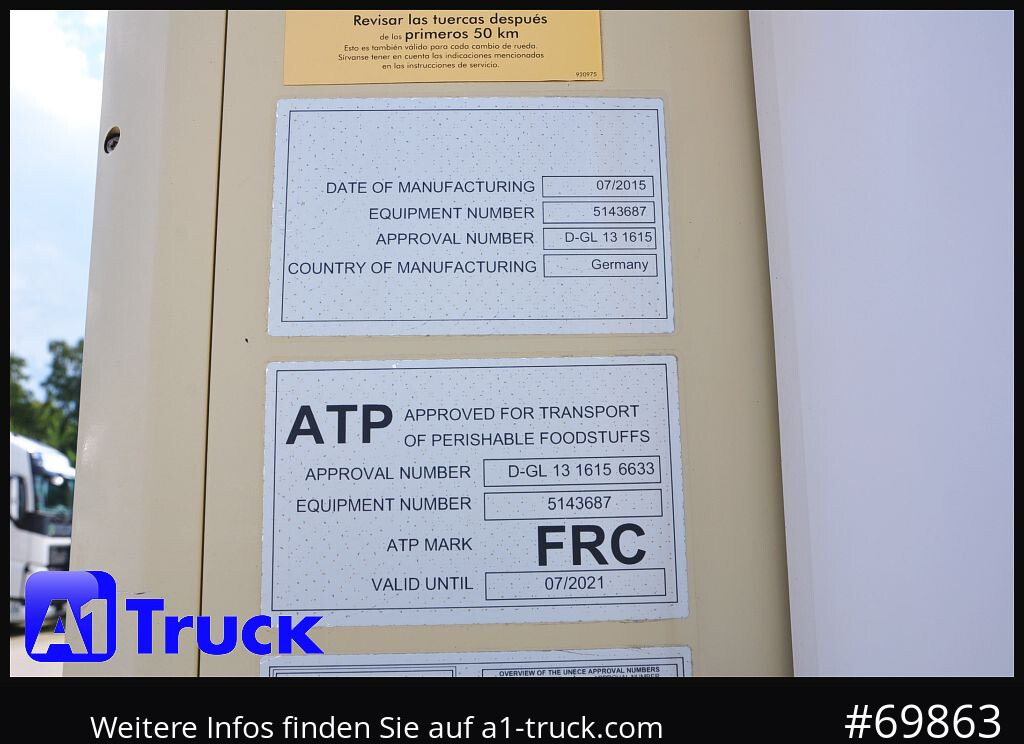 Revisar las tuercas después
de los primeros 50 km
Esto es también válido para cada cambio de rueda.
Sírvanse tener en cuenta las indicaciones mencionadas
en las instrucciones de servicio.
920975
DATE OF MANUFACTURING 07/2015
EQUIPMENT NUMBER 5143687
APPROVAL NUMBER D-GL 13 1615
COUNTRY OF MANUFACTURING Germany
ATP APPROVED FOR TRANSPORT
OF PERISHABLE FOODSTUFFS
APPROVAL NUMBER D-GL 13 1615 6633
EQUIPMENT NUMBER 5143687
ATP MARK FRC
VALID UNTIL 07/2021
A1 Truck
OVERVIEW OF THE UNECE APPROVAL NUMBERS
APPROVAL NUMBER
Weitere Infos finden Sie auf a1-truck.com
#69863